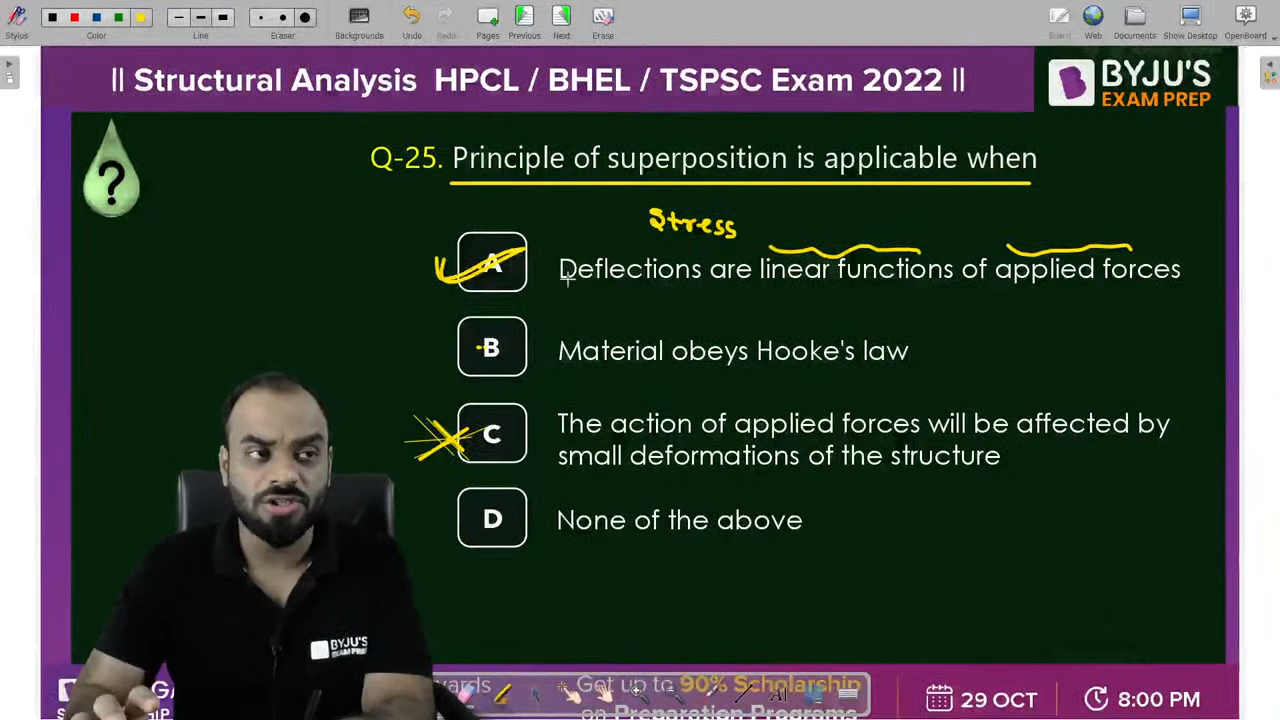 Stylus
Color
Line
Eraser
Backgrounds
Undo
Redo
Pages
Previous
Next
Erase
Board
Web
Documents
Show Desktop
OpenBoard
|| Structural Analysis HPCL / BHEL / TSPSC Exam 2022 ||
BYJU'S
EXAM PREP
?
Q-25. Principle of superposition is applicable when
Stress
A Deflections are linear functions of applied forces
B Material obeys Hooke's law
C The action of applied forces will be affected by
small deformations of the structure
D None of the above
BYJU'S
EXAM PREP
Get up to 90% Scholarship
on Preparation Programs
29 OCT
8:00 PM